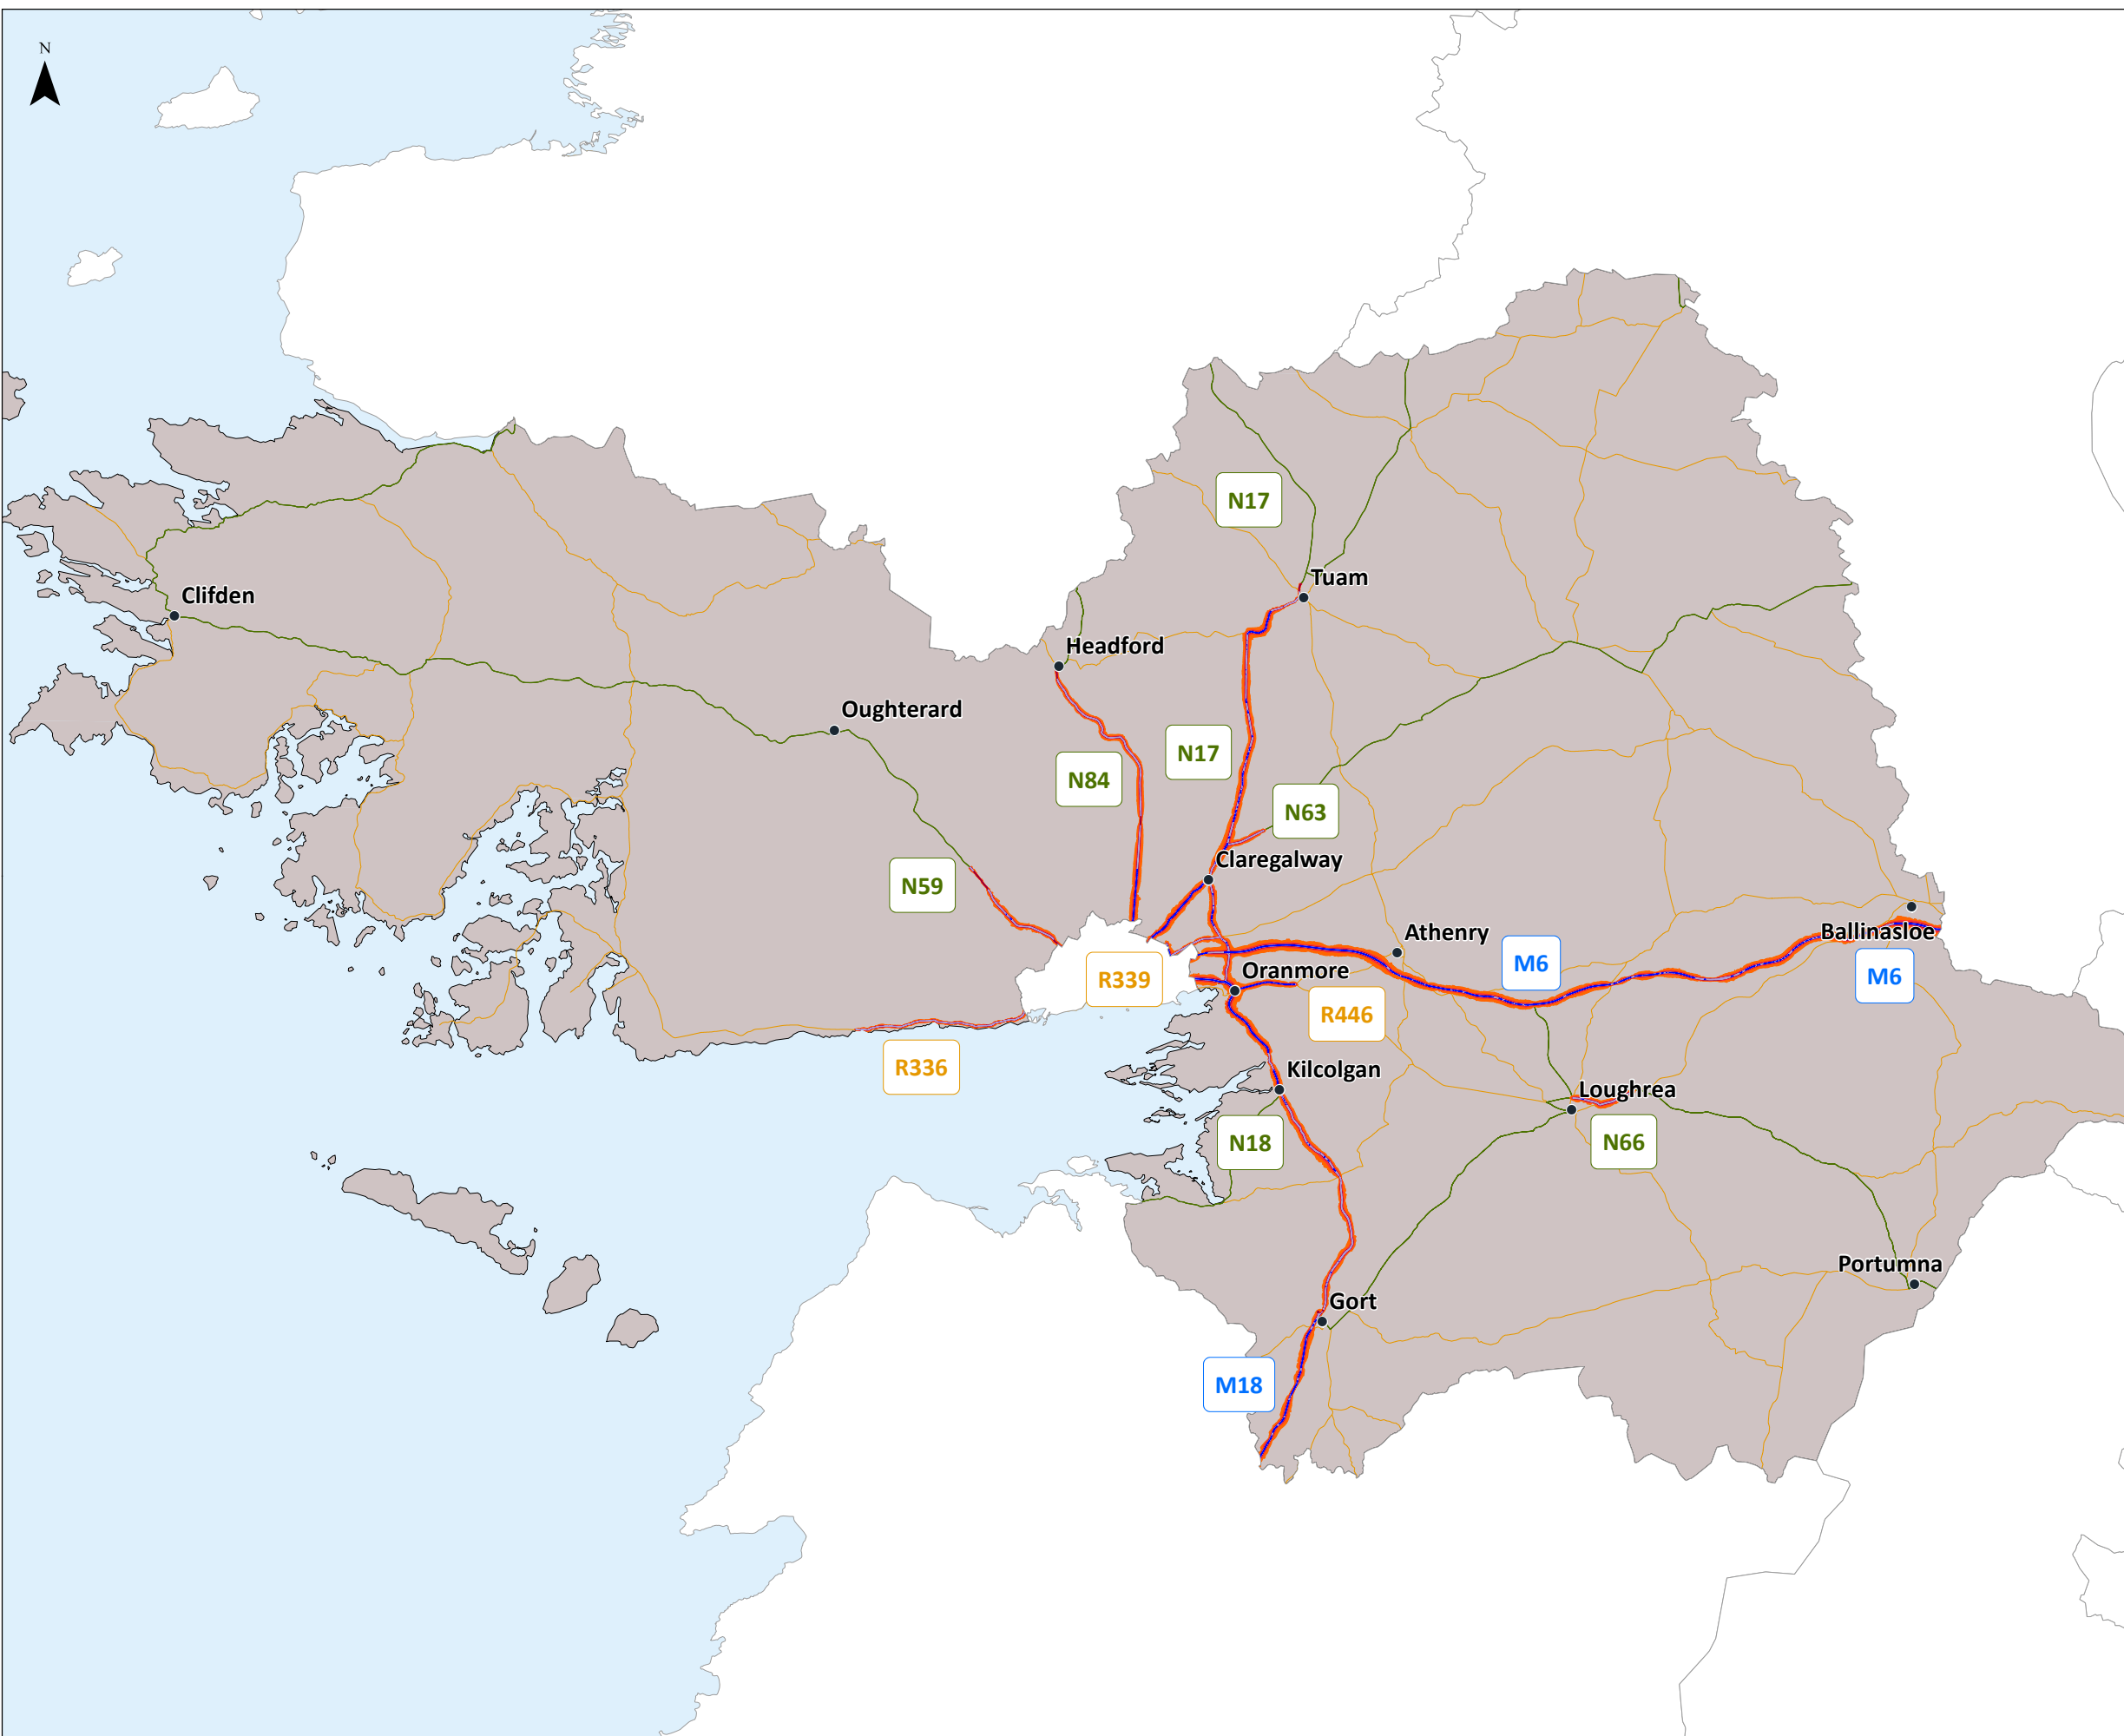 N
N17
Tuam
Clifden
Headford
Oughterard
N17
N84
N63
Claregalway
N59
Athenry
Ballinasloe
M6
Oranmore
R339
M6
R446
R336
Kilcolgan
Loughrea
N18
N66
Portumna
Gort
M18